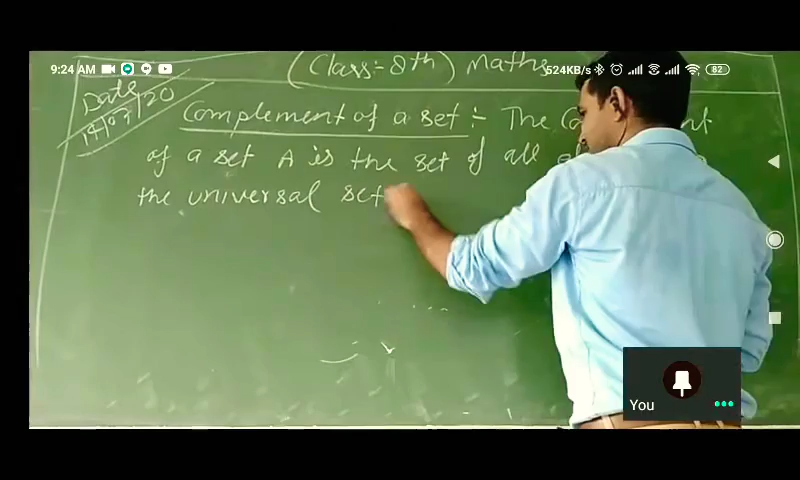 9:24 AM 524KB/s 82
(Class:- 8th) Maths
Date
14/07/20
Complement of a set :- The
of a set A is the set of all
the universal set
You